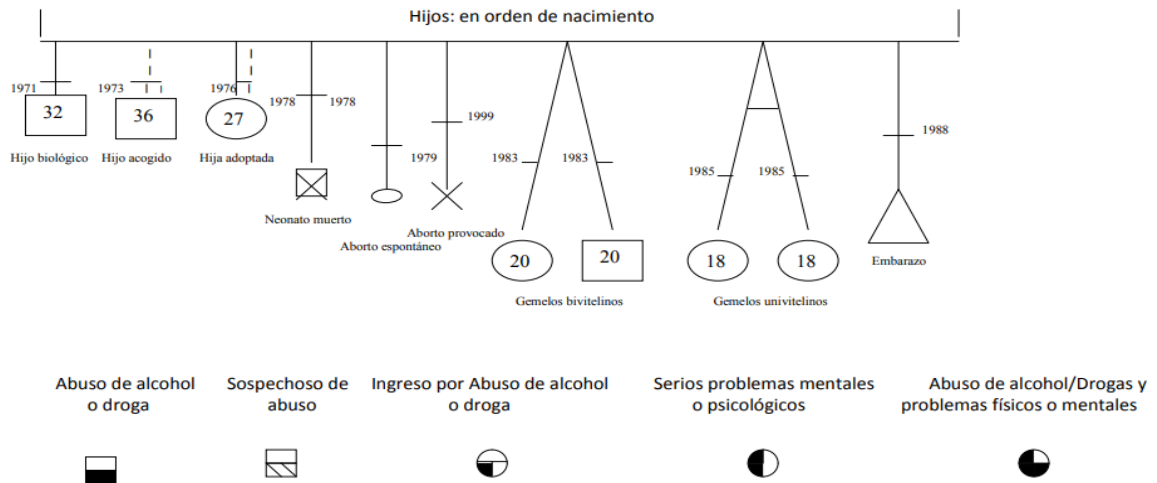 Hijos: en orden de nacimiento
1971
1973
1976
1978
1978
1979
1999
1983
1983
1985
1985
1988
32
36
27
Hijo biológico
Hijo acogido
Hija adoptada
Neonato muerto
Aborto espontáneo
Aborto provocado
20
20
18
18
Gemelos bivitelinos
Gemelos univitelinos
Embarazo
Abuso de alcohol
o droga
Sospechoso de
abuso
Ingreso por Abuso de alcohol
o droga
Serios problemas mentales
o psicológicos
Abuso de alcohol/Drogas y
problemas físicos o mentales